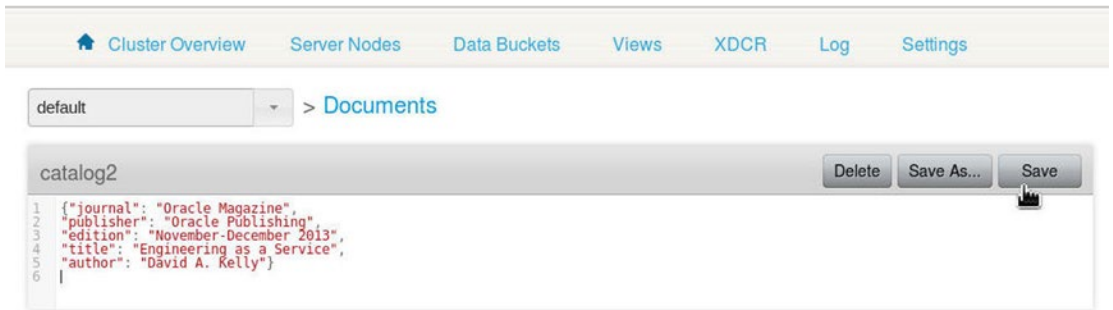 Cluster Overview Server Nodes Data Buckets Views XDCR Log Settings
default > Documents
catalog2 Delete Save As... Save
1 {"journal": "Oracle Magazine",
2 "publisher": "Oracle Publishing",
3 "edition": "November-December 2013",
4 "title": "Engineering as a Service",
5 "author": "David A. Kelly"}
6